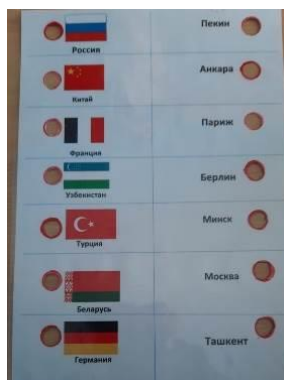 Пекин
Россия
Анкара
Китай
Париж
Франция
Берлин
Узбекистан
Минск
Турция
Москва
Беларусь
Ташкент
Германия